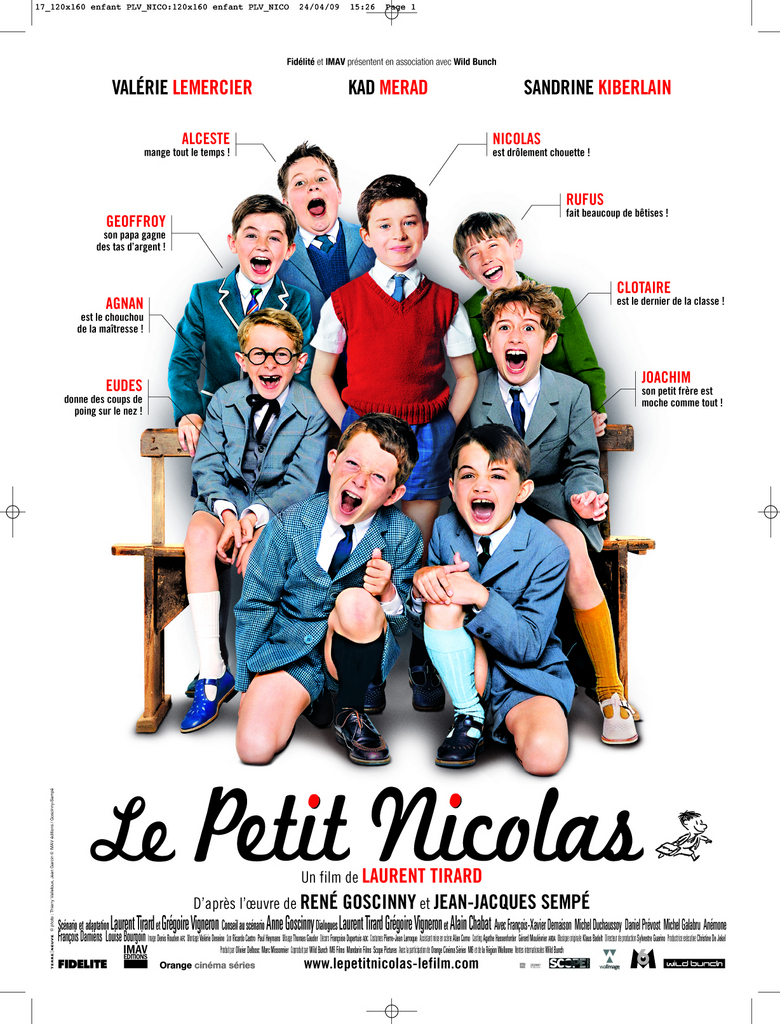 17_120x160 enfant PLV_NICO:120x160 enfant PLV_NICO 24/04/09 15:26 Page 1
Fidélité et IMAV présentent en association avec Wild Bunch
VALÉRIE LEMERCIER KAD MERAD SANDRINE KIBERLAIN
ALCESTE
mange tout le temps !
NICOLAS
est drôlement chouette !
RUFUS
fait beaucoup de bêtises !
GEOFFROY
son papa gagne
des tas d'argent !
CLOTAIRE
est le dernier de la classe !
AGNAN
est le chouchou
de la maîtresse !
JOACHIM
son petit frère est
moche comme tout !
EUDES
donne des coups de
poing sur le nez !
Le Petit Nicolas
Un film de LAURENT TIRARD
D'après l'œuvre de RENÉ GOSCINNY et JEAN-JACQUES SEMPÉ
Scénario et adaptation Laurent Tirard et Grégoire Vigneron Conseil au scénario Anne Goscinny Dialogues Laurent Tirard Grégoire Vigneron et Alain Chabat Avec François-Xavier Demaison Michel Duchaussoy Daniel Prévost Michel Galabru Anémone
François Damiens Louise Bourgoin
FIDELITE IMAV EDITIONS Orange cinéma séries www.lepetitnicolas-lefilm.com SCOPE wallimage M6 wild bunch